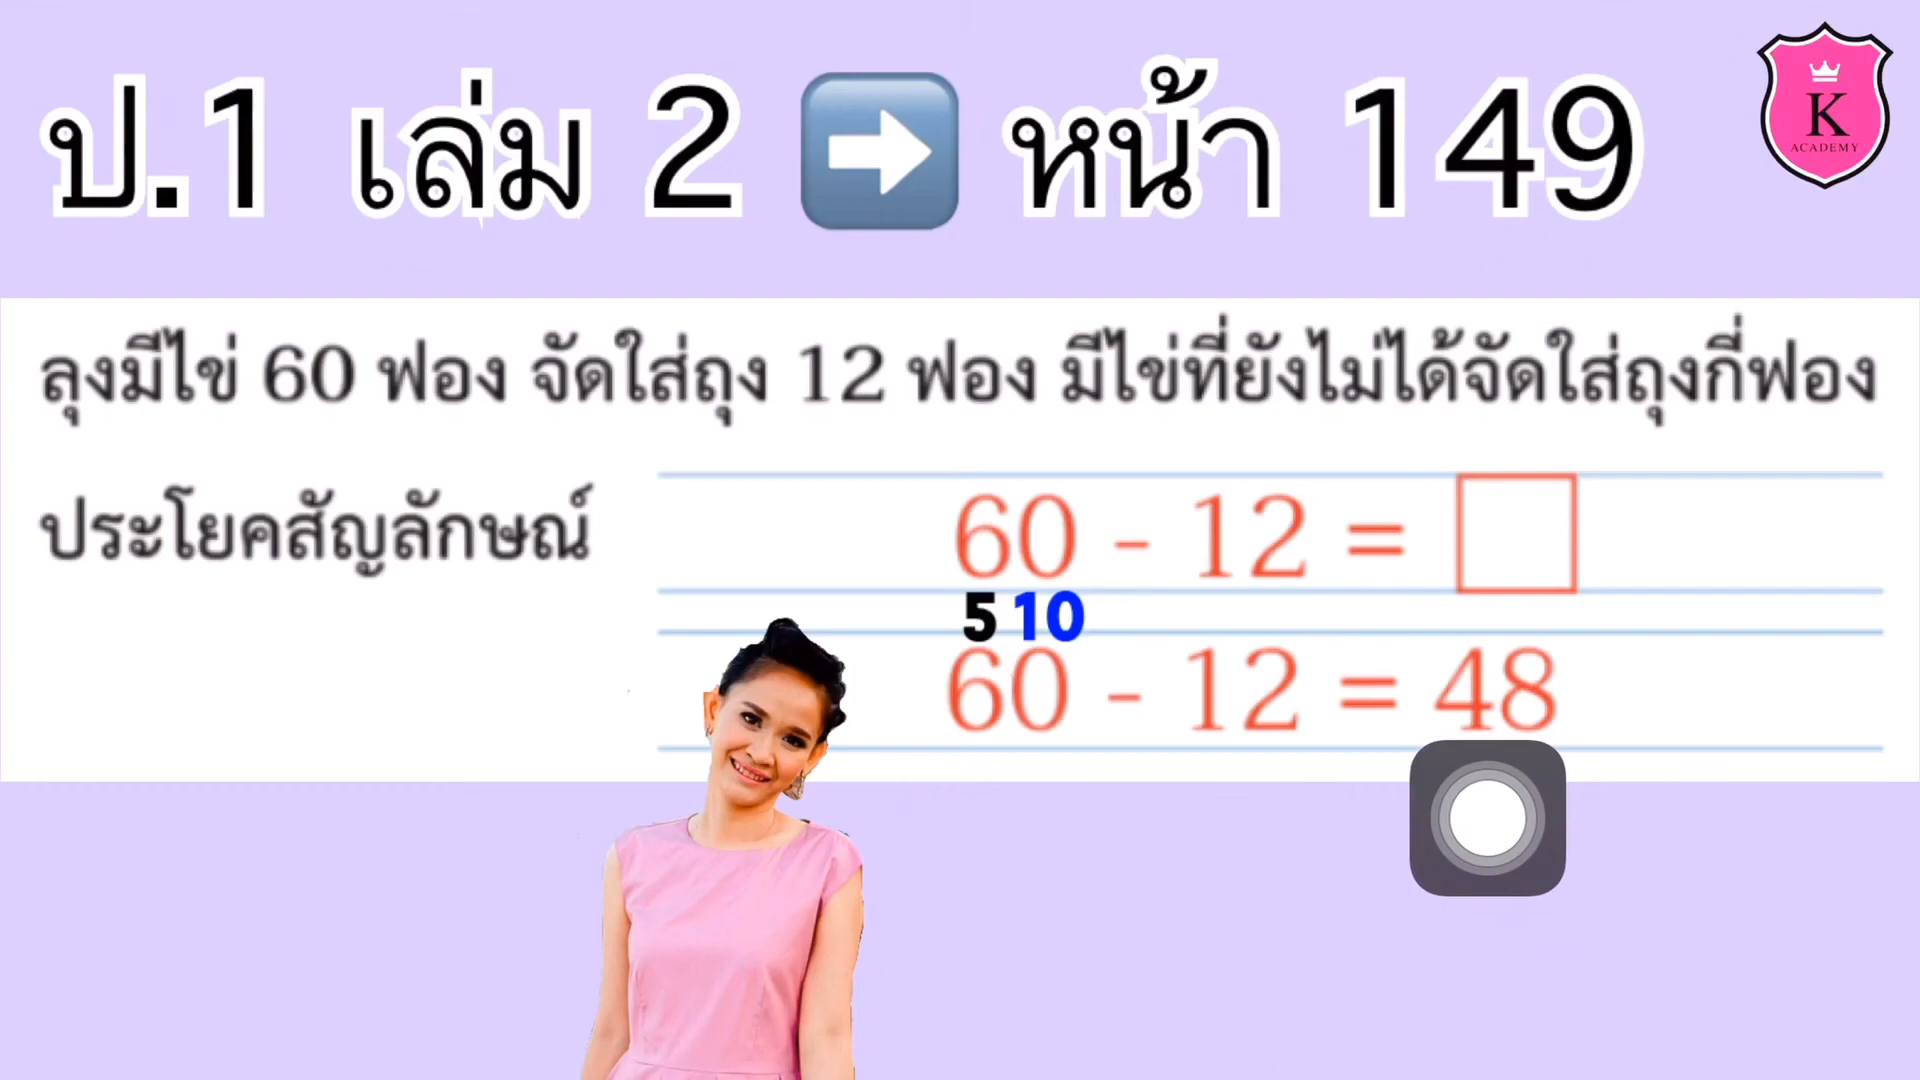 ป.1 เล่ม 2 ➡ หน้า 149
K
ACADEMY
ลุงมีไข่ 60 ฟอง จัดใส่ถุง 12 ฟอง มีไข่ที่ยังไม่ได้จัดใส่ถุงกี่ฟอง
ประโยคสัญลักษณ์ 60 - 12 = □
5 10
60 - 12 = 48